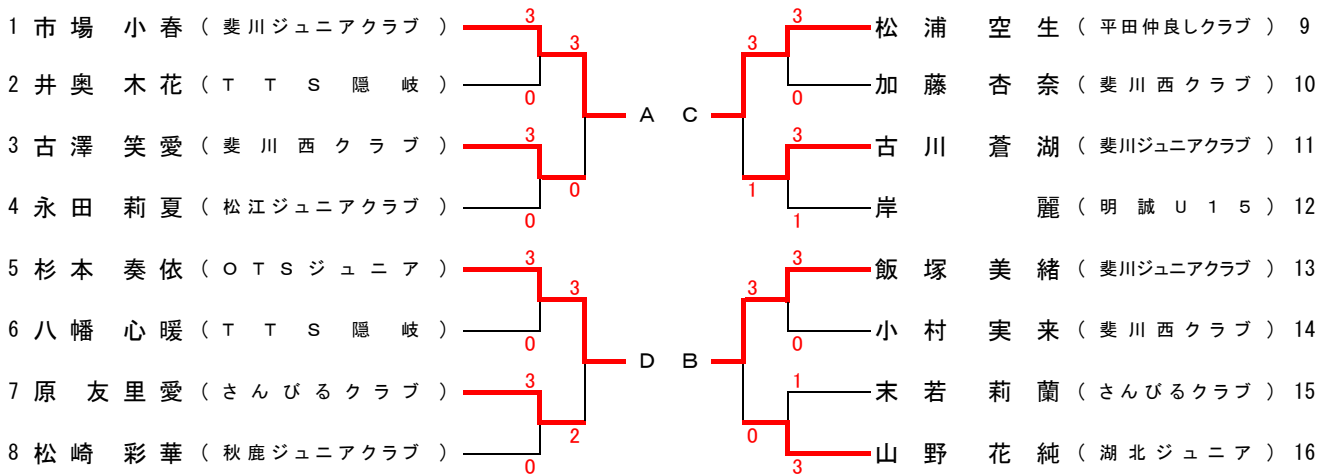 1 市場 小春 ( 斐川ジュニアクラブ ) 3 3 松浦 空生 ( 平田仲良しクラブ ) 9
3 3
2 井奥 木花 ( TTS隠岐 ) 0 0 加藤 杏奈 ( 斐川西クラブ ) 10
A C
3 古澤 笑愛 ( 斐川西クラブ ) 3 3 古川 蒼湖 ( 斐川ジュニアクラブ ) 11
0 1
4 永田 莉夏 ( 松江ジュニアクラブ ) 0 1 岸 麗 ( 明誠U15 ) 12
5 杉本 奏依 ( OTSジュニア ) 3 3 飯塚 美緒 ( 斐川ジュニアクラブ ) 13
3 3
6 八幡 心暖 ( TTS隠岐 ) 0 0 小村 実来 ( 斐川西クラブ ) 14
D B
7 原 友里愛 ( さんびるクラブ ) 3 1 末若 莉蘭 ( さんびるクラブ ) 15
2 0
8 松崎 彩華 ( 秋鹿ジュニアクラブ ) 0 3 山野 花純 ( 湖北ジュニア ) 16